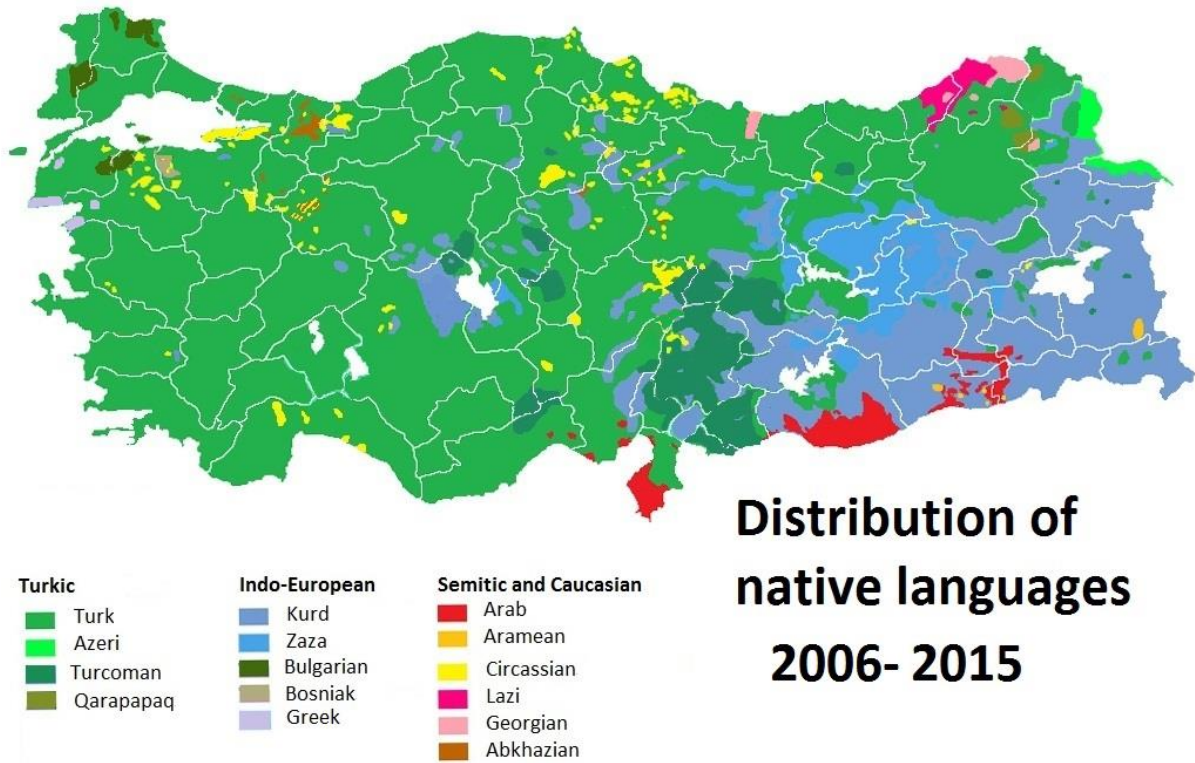 Distribution of
native languages
2006- 2015
Turkic
Turk
Azeri
Turcoman
Qarapapaq
Indo-European
Kurd
Zaza
Bulgarian
Bosniak
Greek
Semitic and Caucasian
Arab
Aramean
Circassian
Lazi
Georgian
Abkhazian